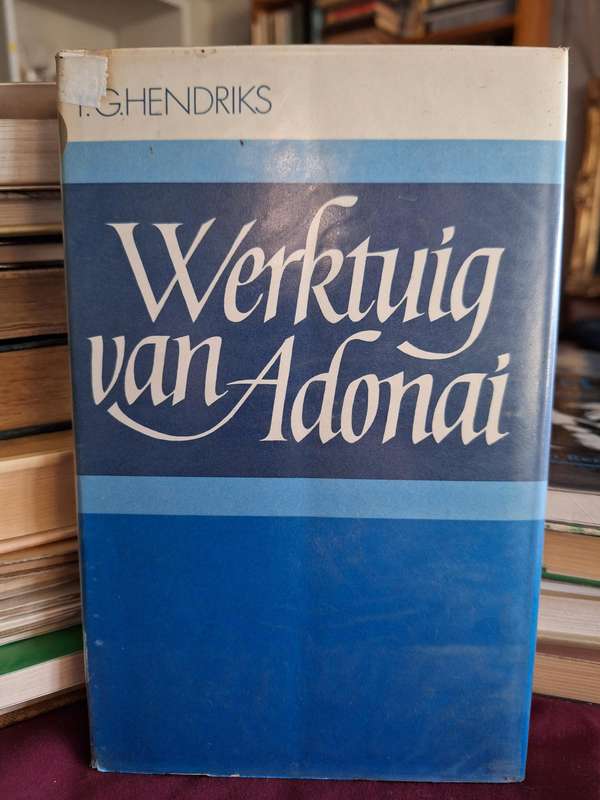 G.HENDRIKS
Werktuig
van Adonai